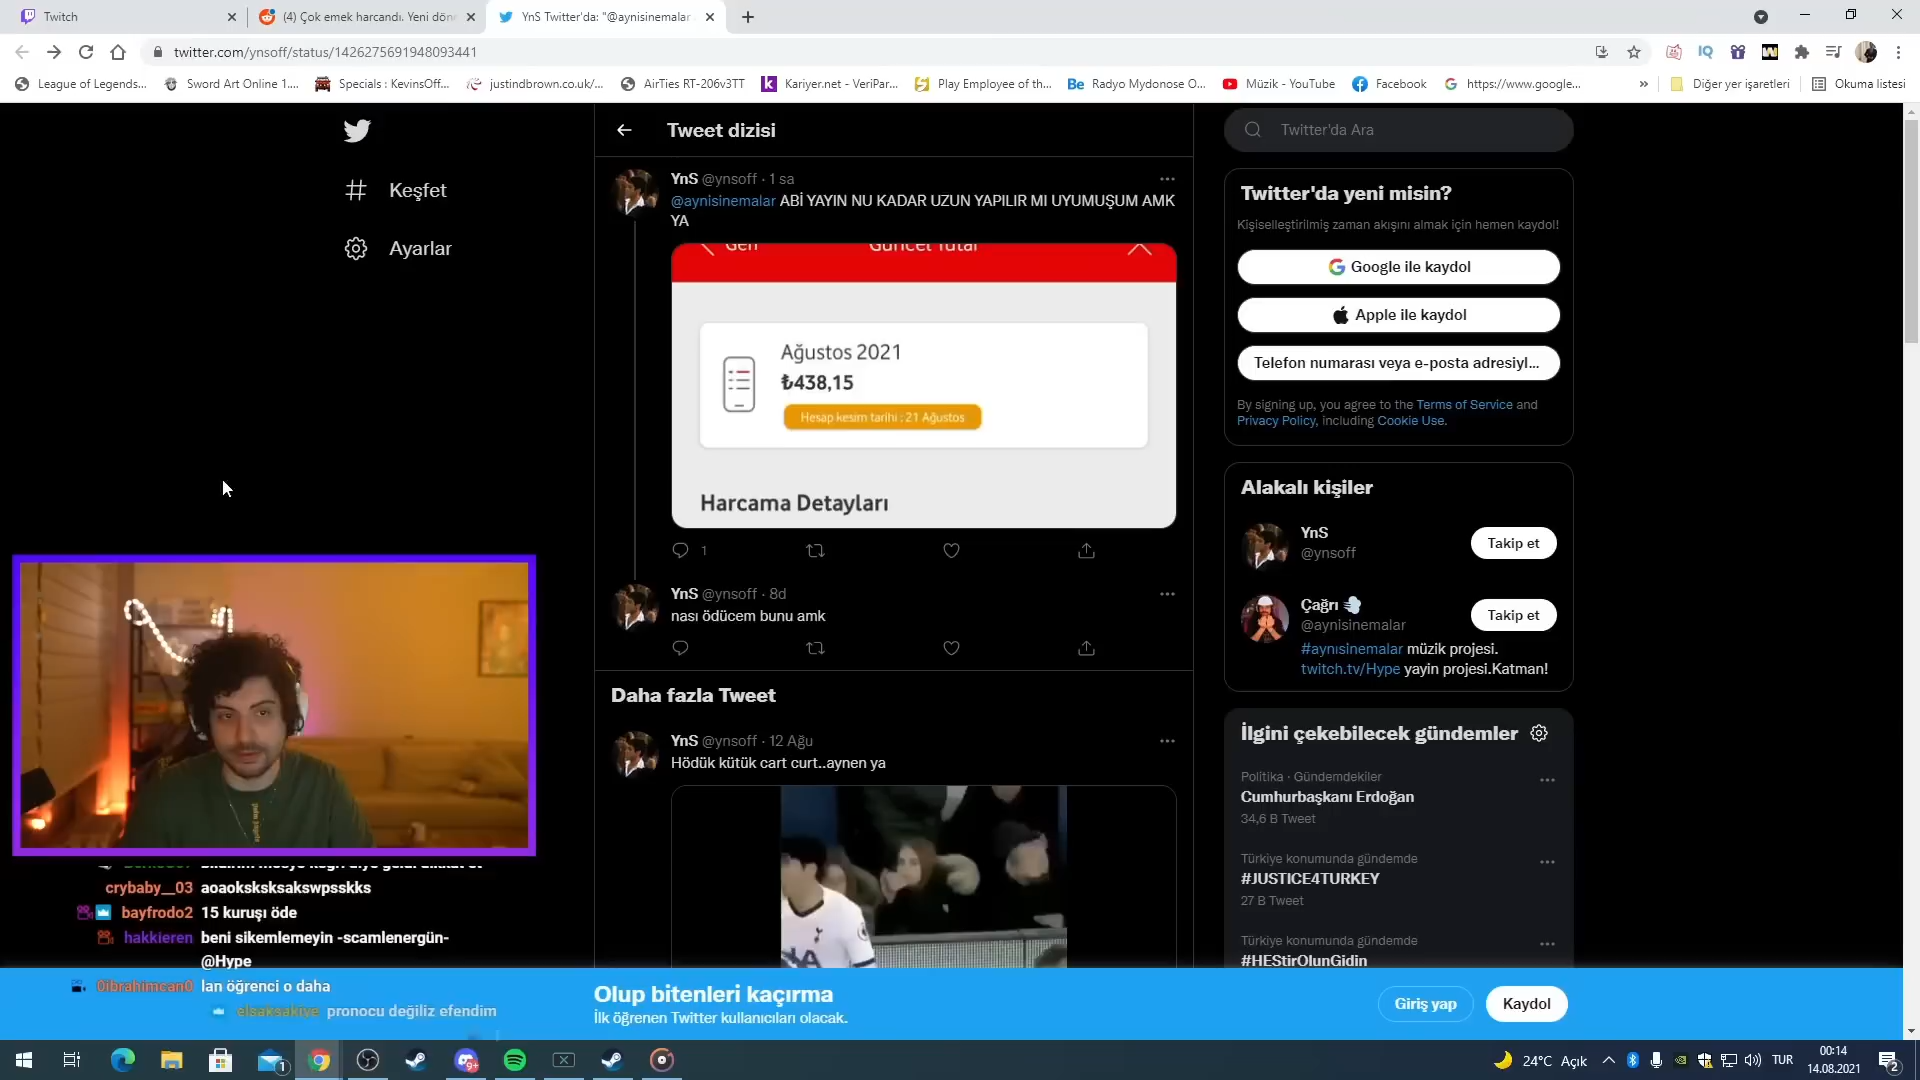 Twitch
(4) Çok emek harcandı. Yeni döne
YnS Twitter'da: "@aynisinemalar
twitter.com/ynsoff/status/1426275691948093441
League of Legends...
Sword Art Online 1....
Specials : KevinsOff...
justindbrown.co.uk/...
AirTies RT-206v3TT
Kariyer.net - VeriPar...
Play Employee of th...
Radyo Mydonose O...
Müzik - YouTube
Facebook
https://www.google...
Diğer yer işaretleri
Okuma listesi
Keşfet
Ayarlar
Tweet dizisi
YnS @ynsoff · 1 sa
@aynisinemalar ABİ YAYIN NU KADAR UZUN YAPILIR MI UYUMUŞUM AMK
YA
Geri
Güncel Tutar
Ağustos 2021
₺438,15
Hesap kesim tarihi : 21 Ağustos
Harcama Detayları
1
YnS @ynsoff · 8d
nası ödücem bunu amk
Daha fazla Tweet
YnS @ynsoff · 12 Ağu
Hödük kütük cart curt..aynen ya
Twitter'da Ara
Twitter'da yeni misin?
Kişiselleştirilmiş zaman akışını almak için hemen kaydol!
Google ile kaydol
Apple ile kaydol
Telefon numarası veya e-posta adresiyl...
By signing up, you agree to the Terms of Service and
Privacy Policy, including Cookie Use.
Alakalı kişiler
YnS
@ynsoff
Takip et
Çağrı
@aynisinemalar
Takip et
#aynısinemalar müzik projesi.
twitch.tv/Hype yayin projesi.Katman!
İlgini çekebilecek gündemler
Politika · Gündemdekiler
Cumhurbaşkanı Erdoğan
34,6 B Tweet
Türkiye konumunda gündemde
#JUSTICE4TURKEY
27 B Tweet
Türkiye konumunda gündemde
#HEStirOlunGidin
crybaby__03 aoaoksksksakswpsskks
bayfrodo2 15 kuruşı öde
hakkieren beni sikemlemeyin -scamlenergün-
@Hype
0ibrahimcan0 lan öğrenci o daha
elsaksakiye pronocu değiliz efendim
Olup bitenleri kaçırma
İlk öğrenen Twitter kullanıcıları olacak.
Giriş yap
Kaydol
24°C Açık
TUR
00:14
14.08.2021